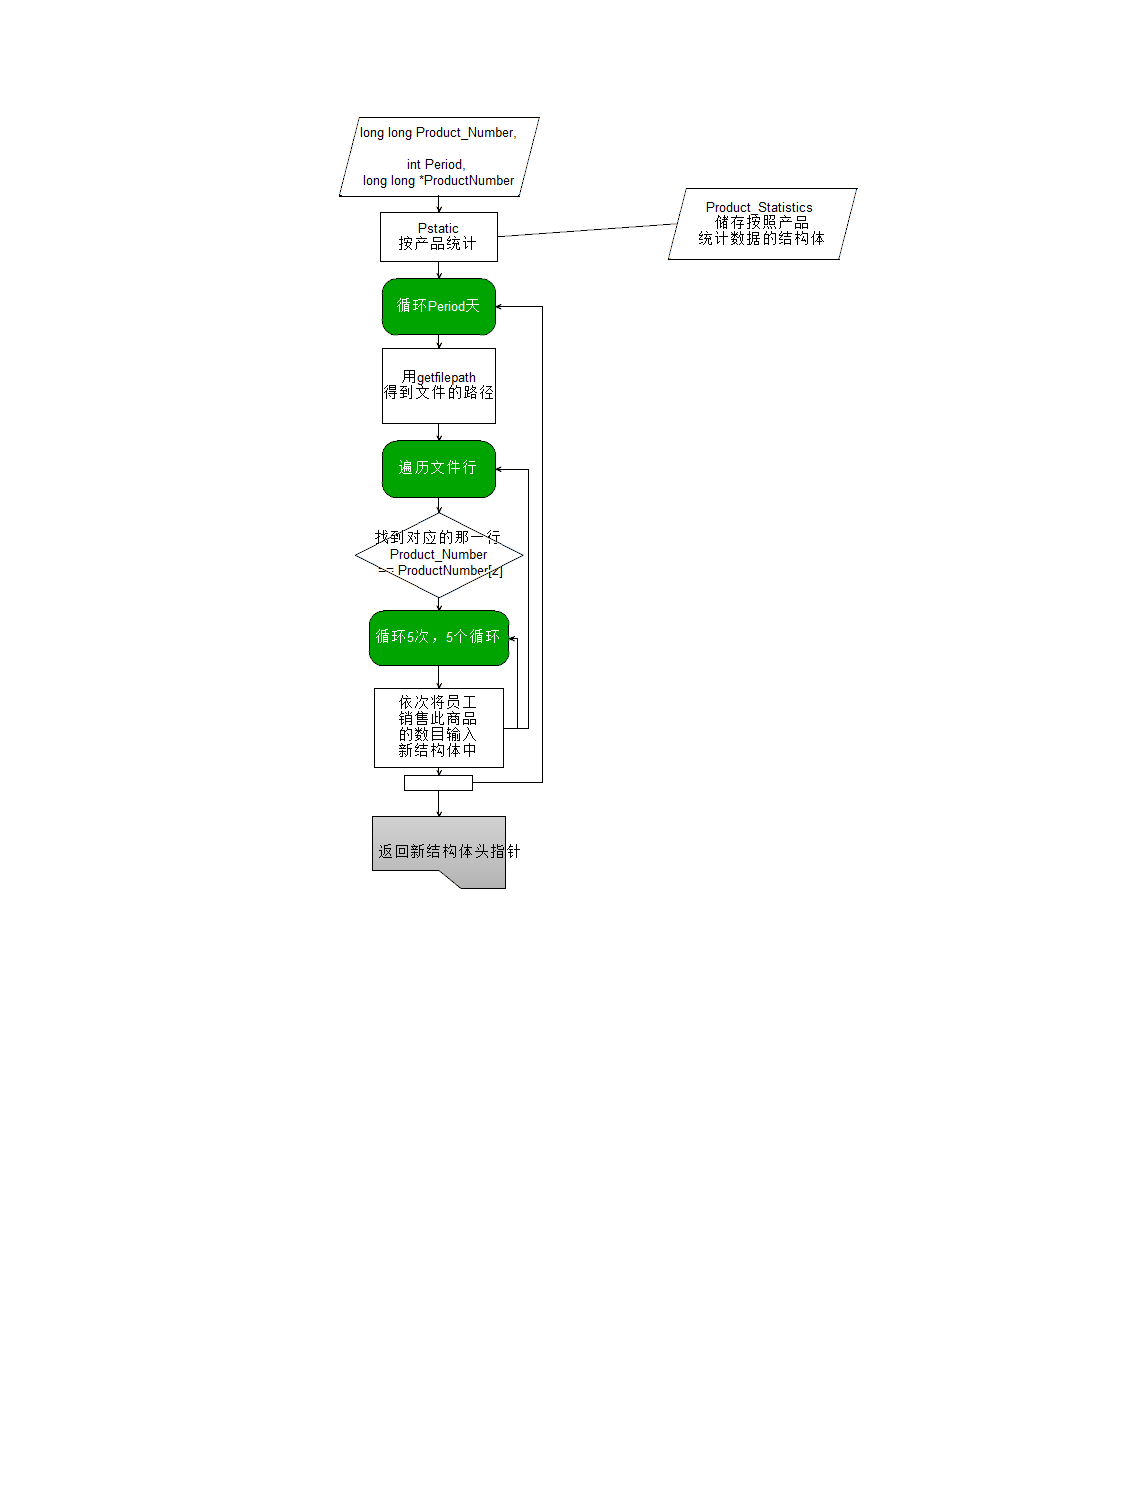 long long Product_Number,
int Period,
long long *ProductNumber
Pstatic
按产品统计
Product_Statistics
储存按照产品
统计数据的结构体
循环Period天
用getfilepath
得到文件的路径
遍历文件行
找到对应的那一行
Product_Number
== ProductNumber[z]
循环5次，5个循环
依次将员工
销售此商品
的数目输入
新结构体中
返回新结构体头指针